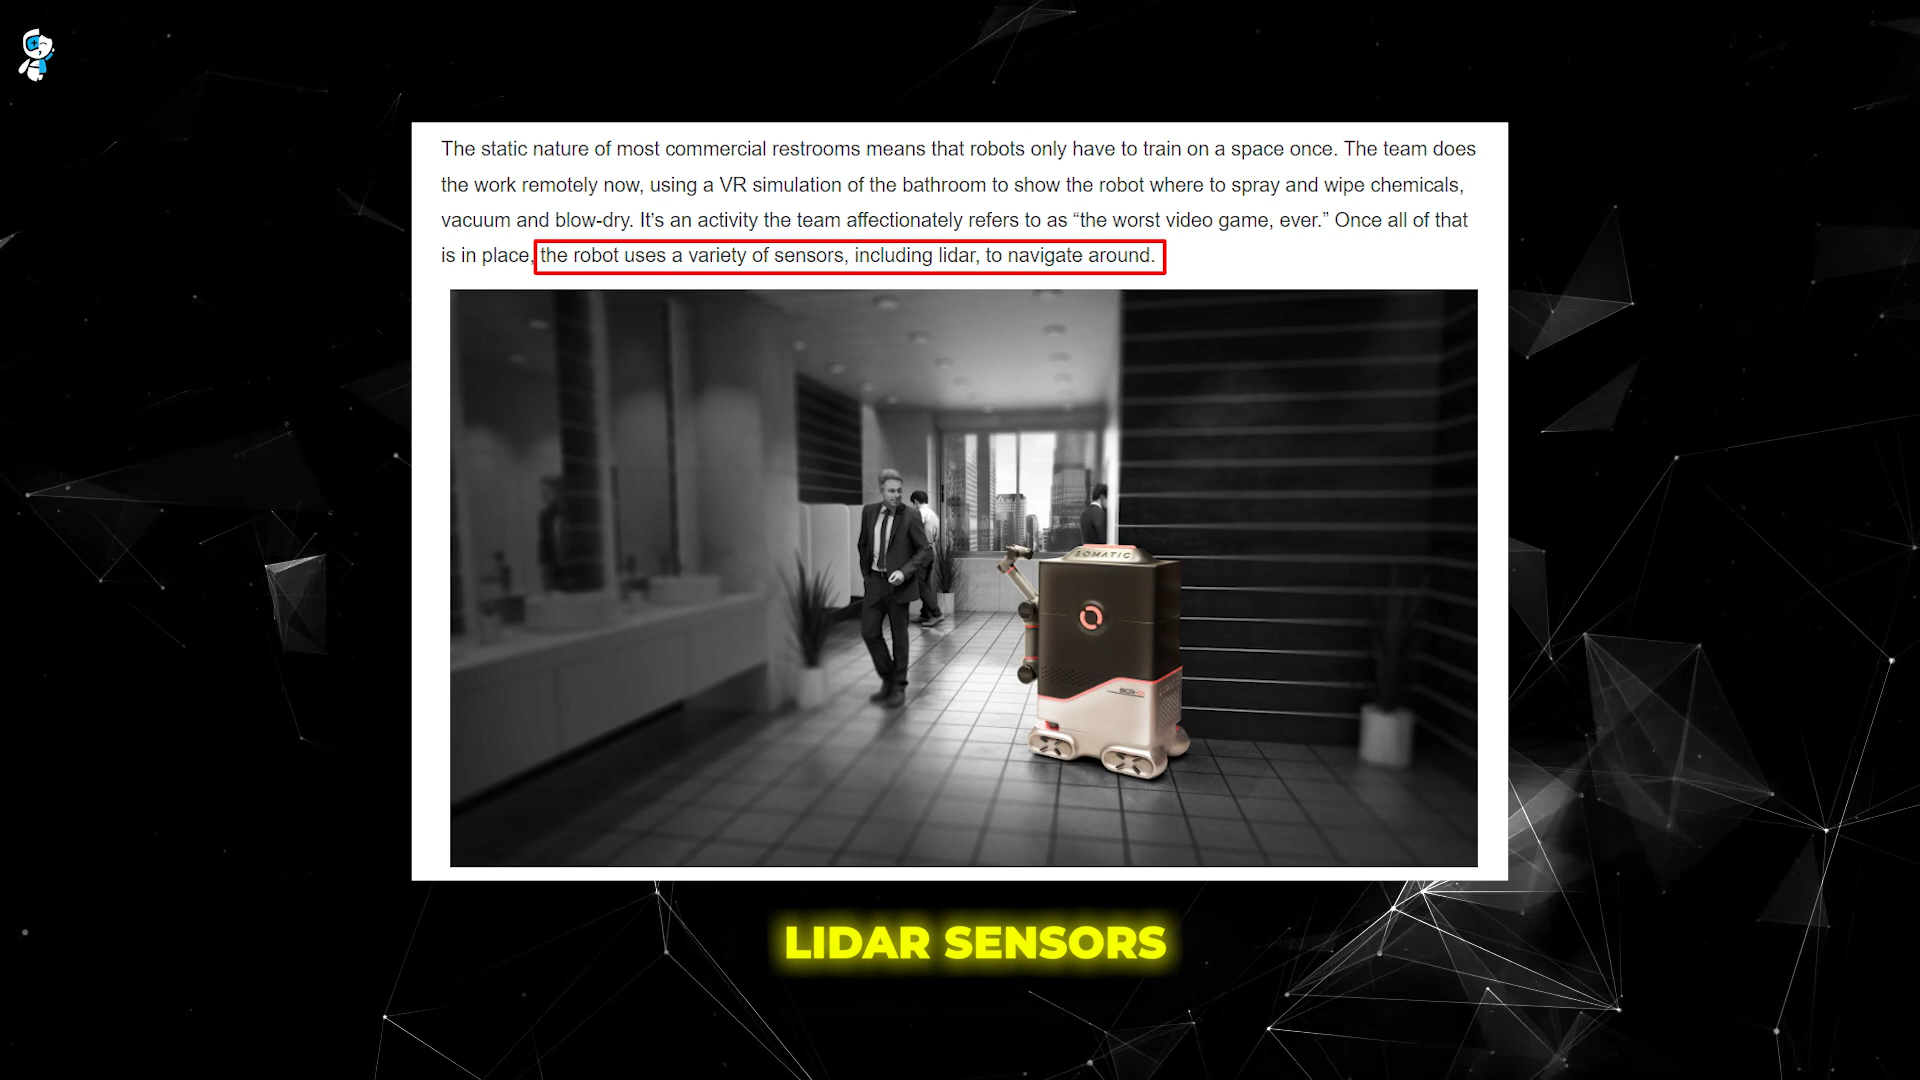 The static nature of most commercial restrooms means that robots only have to train on a space once. The team does
the work remotely now, using a VR simulation of the bathroom to show the robot where to spray and wipe chemicals,
vacuum and blow-dry. It’s an activity the team affectionately refers to as “the worst video game, ever.” Once all of that
is in place, the robot uses a variety of sensors, including lidar, to navigate around.
SOMATIC
LIDAR SENSORS